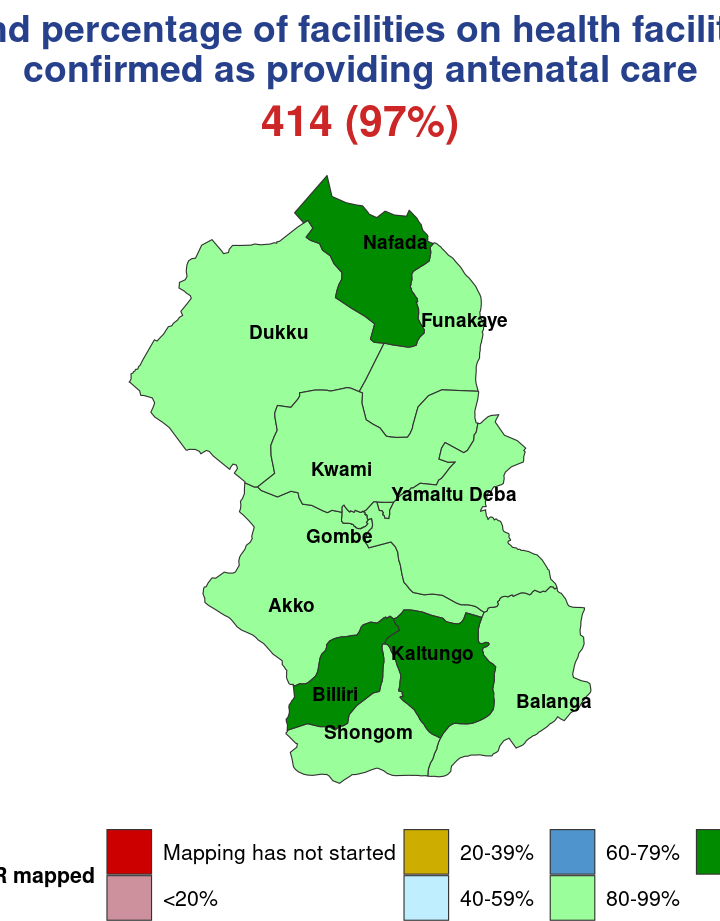 nd percentage of facilities on health facilit
confirmed as providing antenatal care
414 (97%)
Nafada
Funakaye
Dukku
Kwami
Yamaltu Deba
Gombe
Akko
Kaltungo
Billiri
Balanga
Shongom
R mapped
Mapping has not started
<20%
20-39%
40-59%
60-79%
80-99%